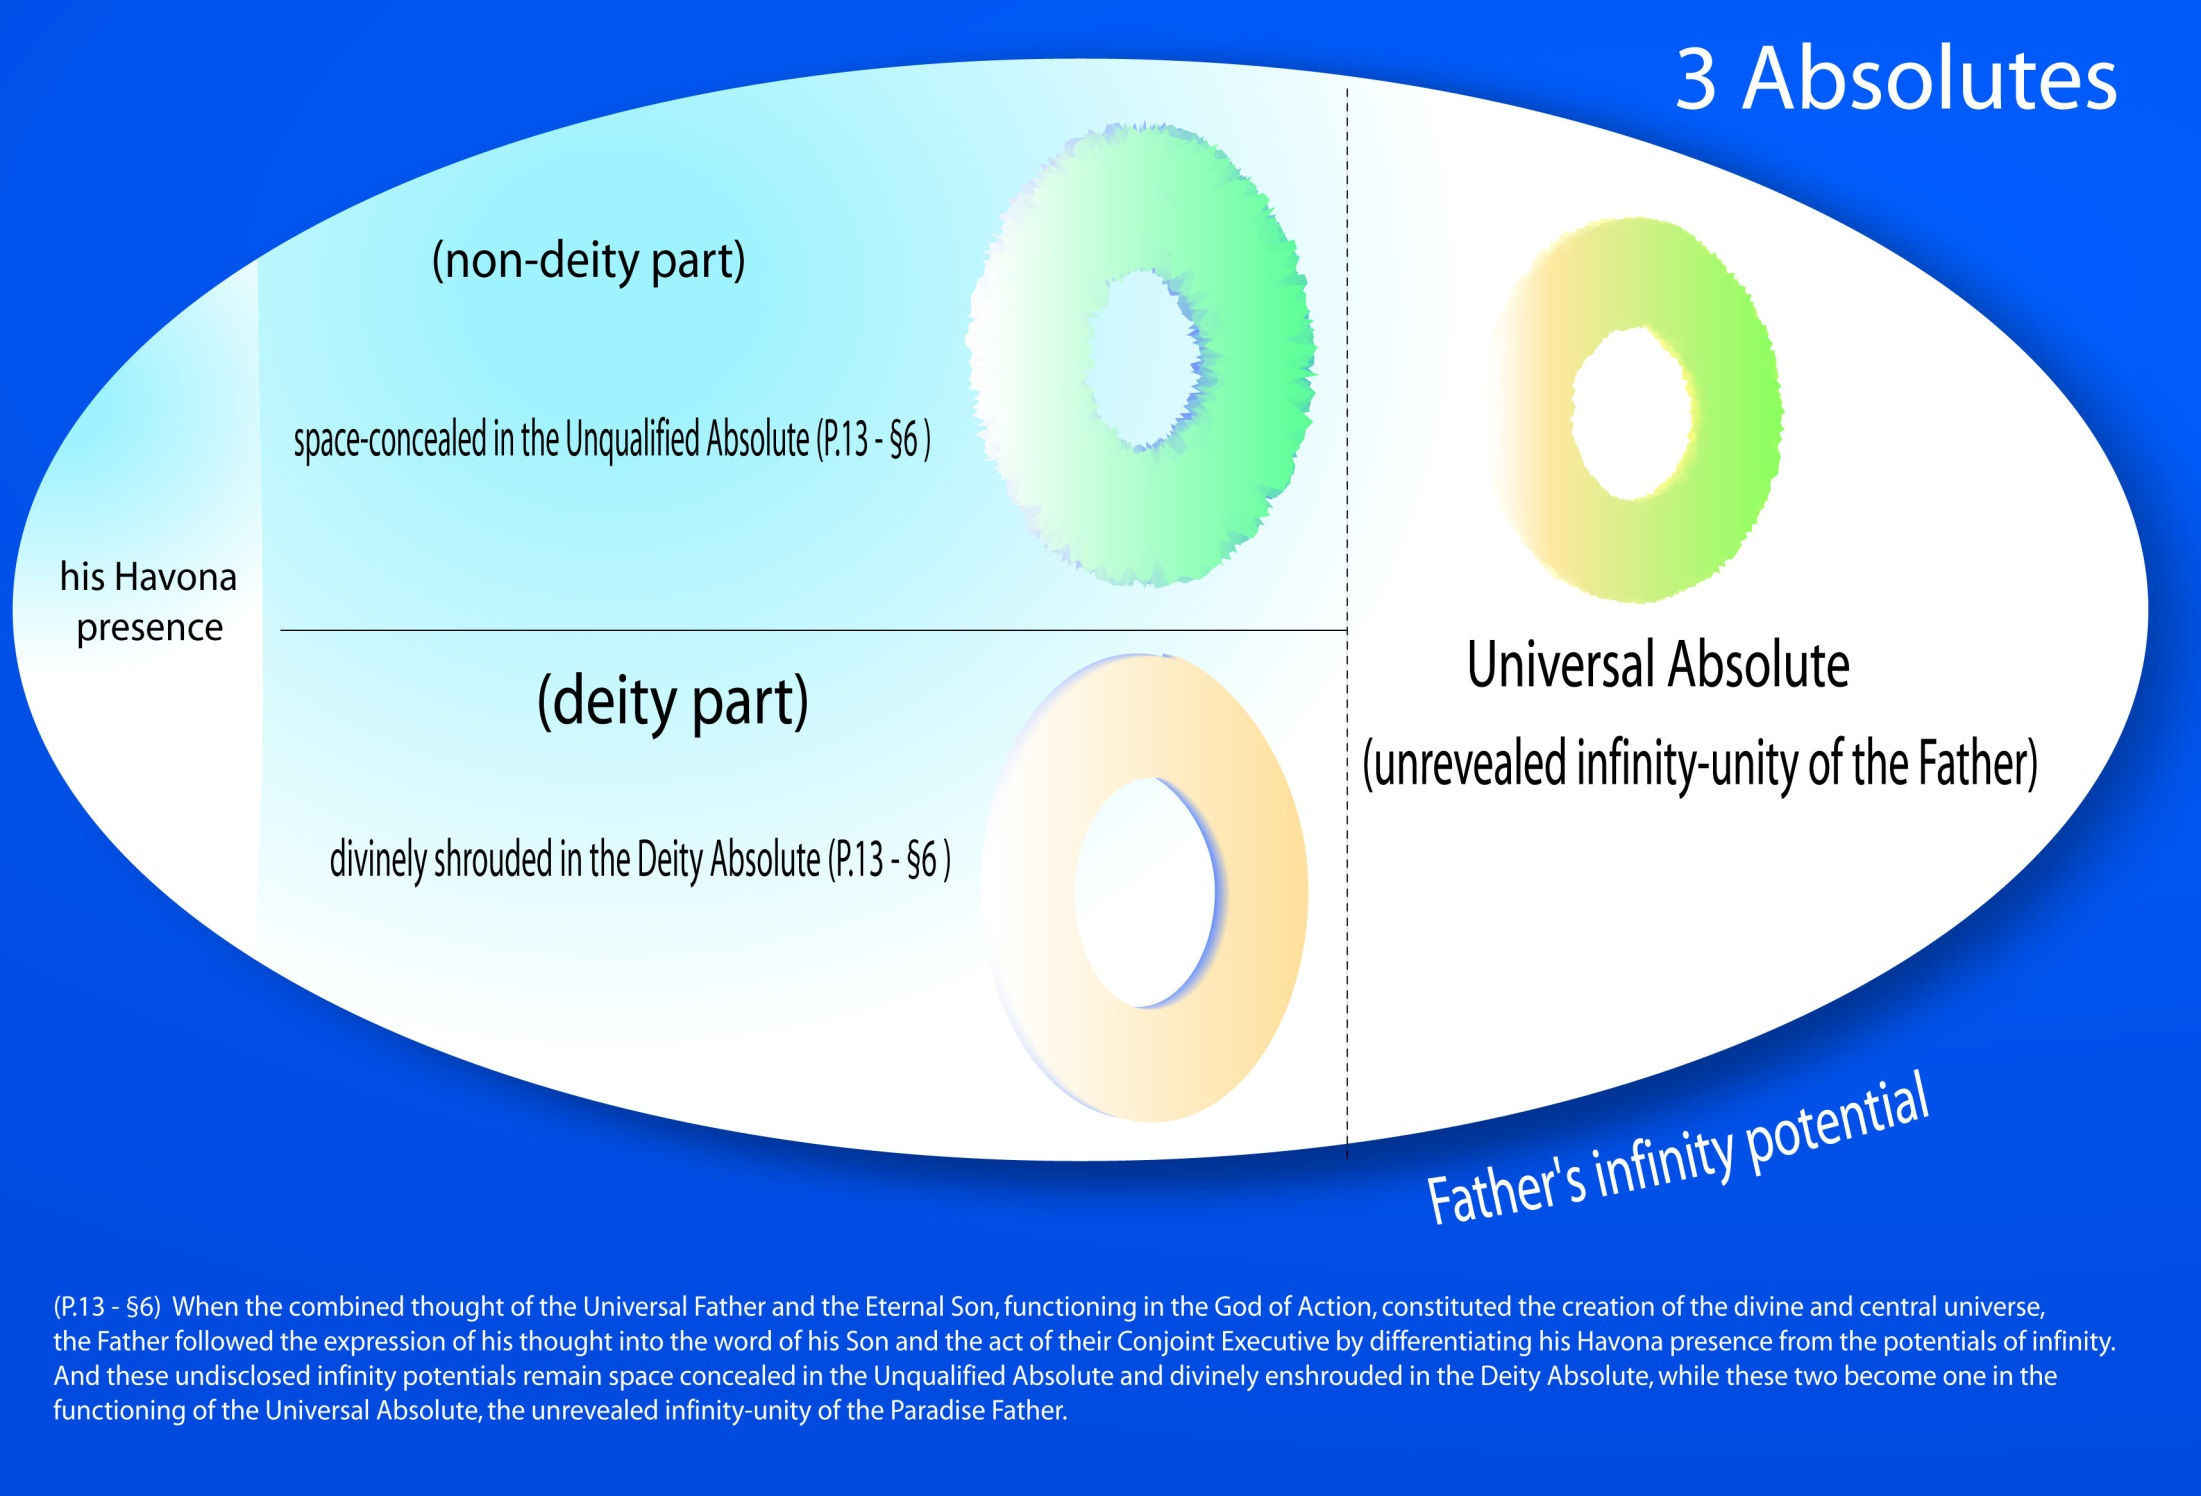 3 Absolutes
(non-deity part)
space-concealed in the Unqualified Absolute (P.13 - §6 )
his Havona
presence
(deity part)
divinely shrouded in the Deity Absolute (P.13 - §6 )
Universal Absolute
(unrevealed infinity-unity of the Father)
Father's infinity potential
(P.13 - §6)  When the combined thought of the Universal Father and the Eternal Son, functioning in the God of Action, constituted the creation of the divine and central universe,
the Father followed the expression of his thought into the word of his Son and the act of their Conjoint Executive by differentiating his Havona presence from the potentials of infinity.
And these undisclosed infinity potentials remain space concealed in the Unqualified Absolute and divinely enshrouded in the Deity Absolute, while these two become one in the
functioning of the Universal Absolute, the unrevealed infinity-unity of the Paradise Father.